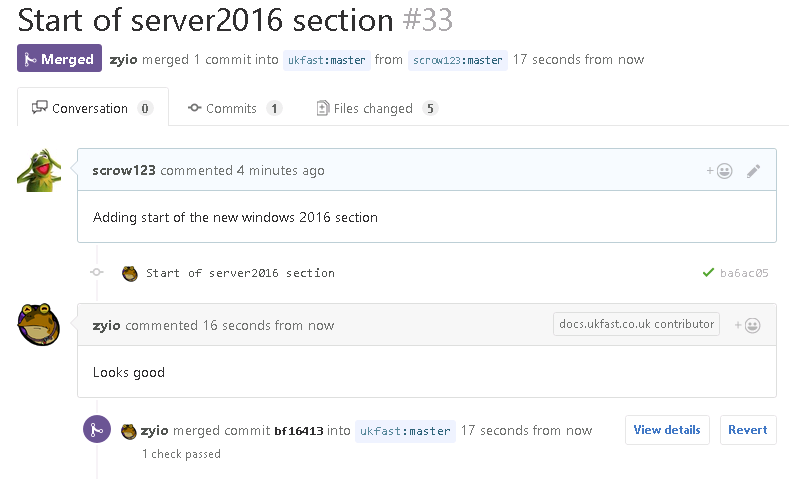 Start of server2016 section #33
Merged zyio merged 1 commit into ukfast:master from scrow123:master 17 seconds from now
Conversation 0 Commits 1 Files changed 5
scrow123 commented 4 minutes ago
Adding start of the new windows 2016 section
Start of server2016 section ba6ac05
zyio commented 16 seconds from now docs.ukfast.co.uk contributor
Looks good
zyio merged commit bf16413 into ukfast:master 17 seconds from now View details Revert
1 check passed